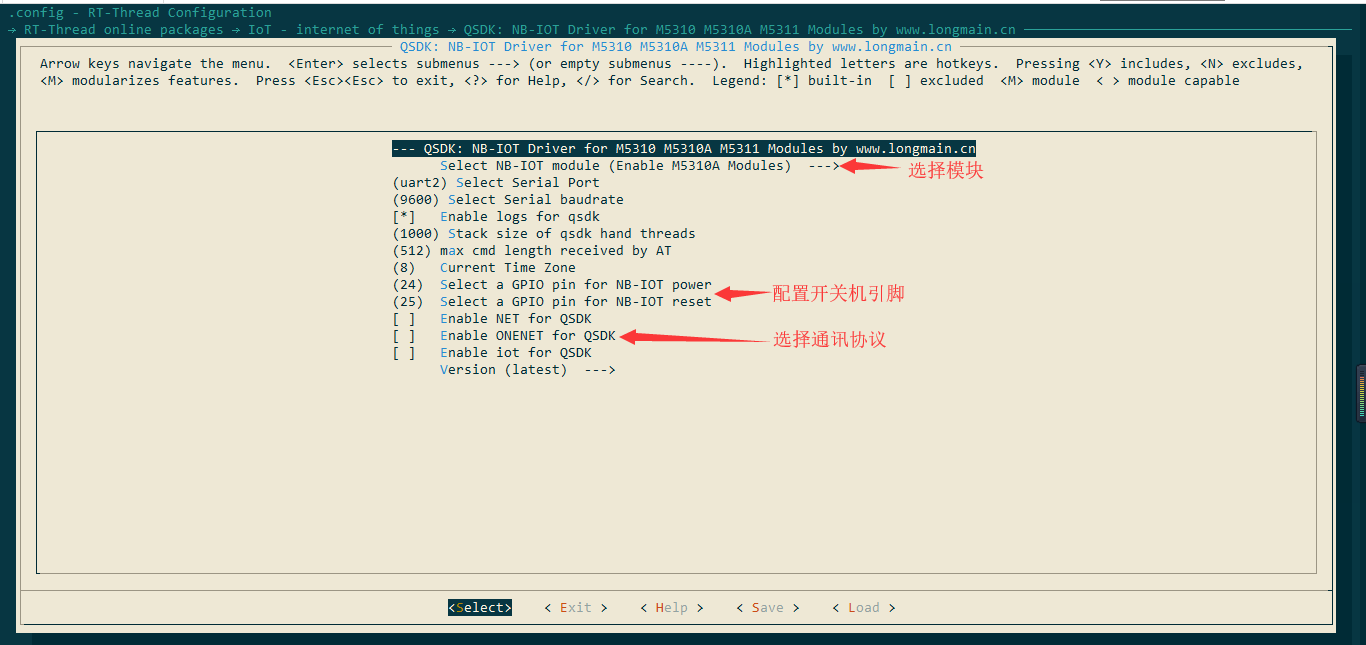 .config - RT-Thread Configuration
→ RT-Thread online packages → IoT - internet of things → QSDK: NB-IOT Driver for M5310 M5310A M5311 Modules by www.longmain.cn
QSDK: NB-IOT Driver for M5310 M5310A M5311 Modules by www.longmain.cn
Arrow keys navigate the menu.  <Enter> selects submenus ---> (or empty submenus ----).  Highlighted letters are hotkeys.  Pressing <Y> includes, <N> excludes,
<M> modularizes features.  Press <Esc><Esc> to exit, <?> for Help, </> for Search.  Legend: [*] built-in  [ ] excluded  <M> module  < > module capable
--- QSDK: NB-IOT Driver for M5310 M5310A M5311 Modules by www.longmain.cn
Select NB-IOT module (Enable M5310A Modules)  --->
选择模块
(uart2) Select Serial Port
(9600) Select Serial baudrate
[*]   Enable logs for qsdk
(1000) Stack size of qsdk hand threads
(512) max cmd length received by AT
(8)   Current Time Zone
(24)  Select a GPIO pin for NB-IOT power
配置开关机引脚
(25)  Select a GPIO pin for NB-IOT reset
[ ]   Enable NET for QSDK
[ ]   Enable ONENET for QSDK
选择通讯协议
[ ]   Enable iot for QSDK
Version (latest)  --->
<Select>    < Exit >    < Help >    < Save >    < Load >